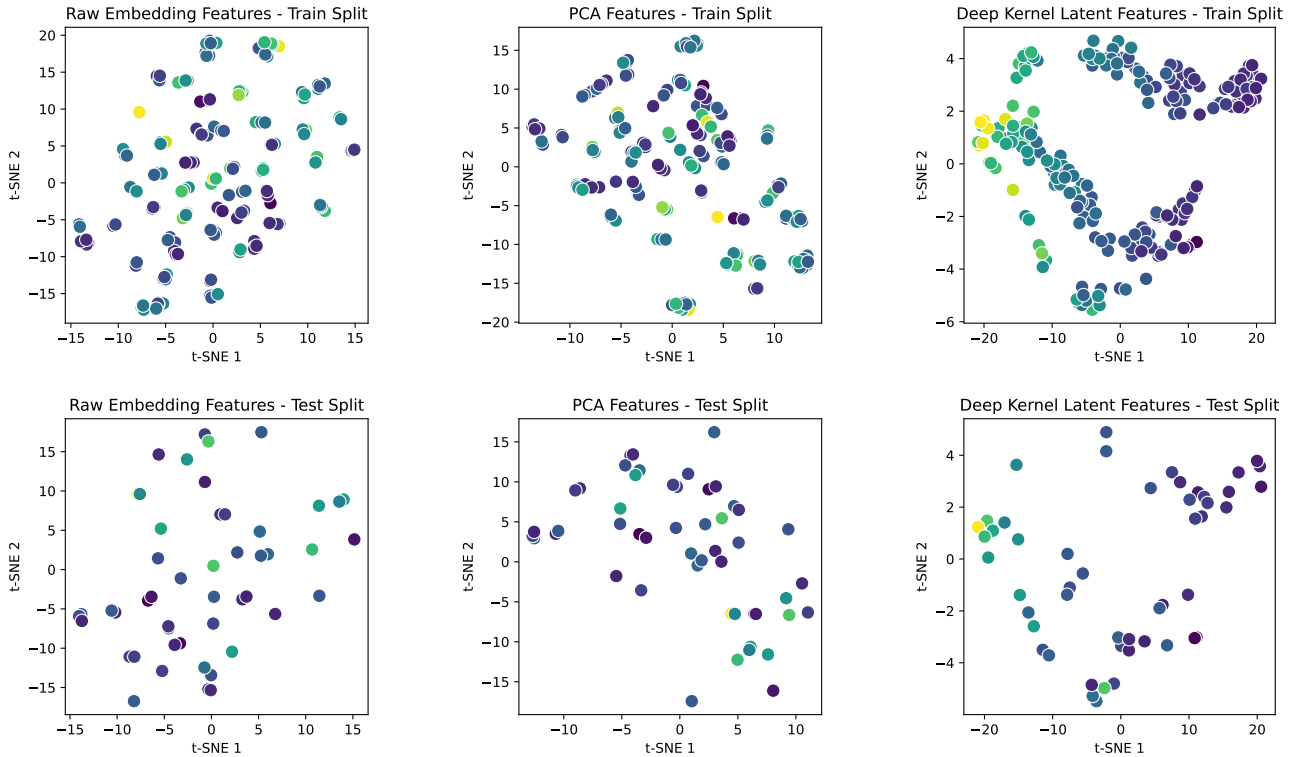 Raw Embedding Features - Train Split
20
15
10
5
0
−5
−10
−15
t-SNE 2
−15 −10 −5 0 5 10 15
t-SNE 1
PCA Features - Train Split
15
10
5
0
−5
−10
−15
−20
t-SNE 2
−10 −5 0 5 10
t-SNE 1
Deep Kernel Latent Features - Train Split
4
2
0
−2
−4
−6
t-SNE 2
−20 −10 0 10 20
t-SNE 1
Raw Embedding Features - Test Split
15
10
5
0
−5
−10
−15
t-SNE 2
−15 −10 −5 0 5 10 15
t-SNE 1
PCA Features - Test Split
15
10
5
0
−5
−10
−15
t-SNE 2
−10 −5 0 5 10
t-SNE 1
Deep Kernel Latent Features - Test Split
4
2
0
−2
−4
t-SNE 2
−20 −10 0 10 20
t-SNE 1